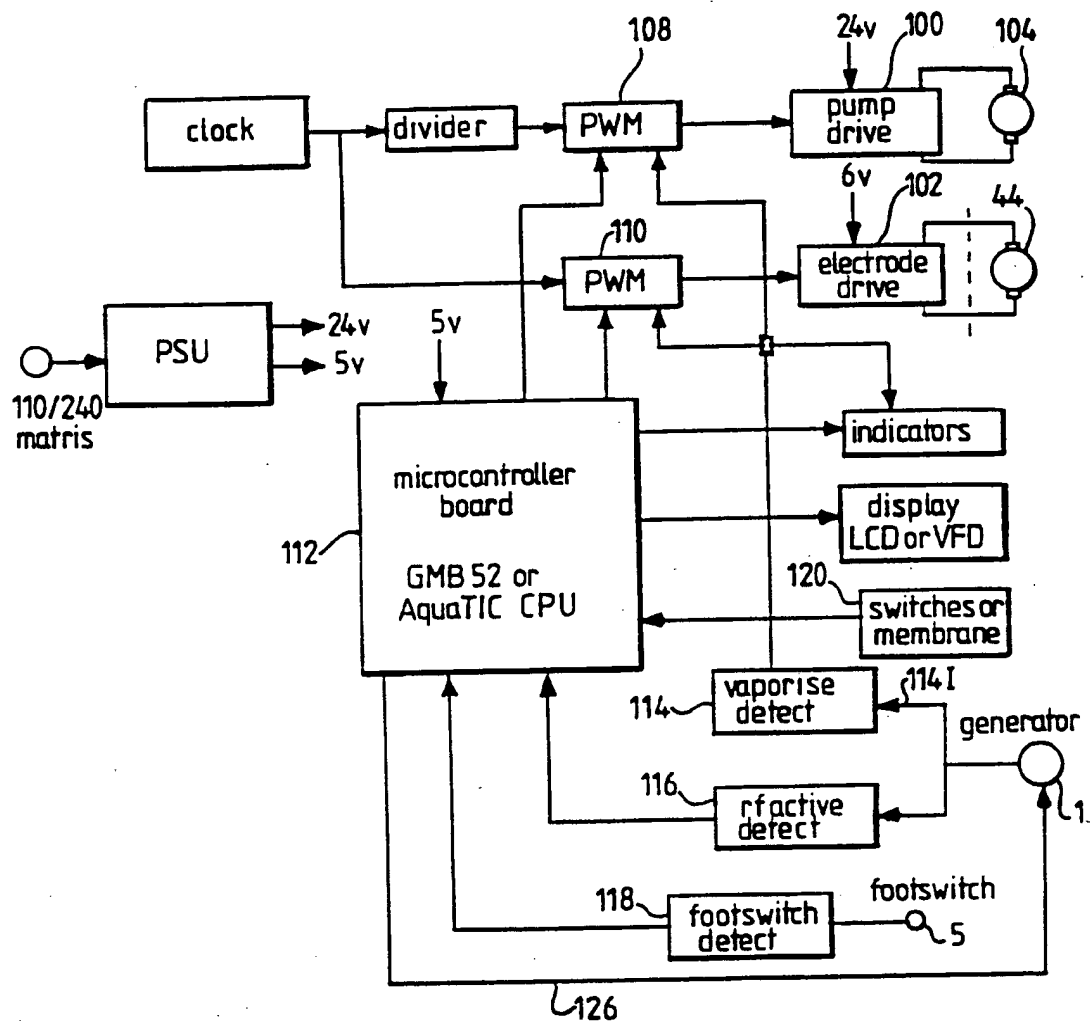 108
24v
100
104
clock
divider
PWM
pump
drive
6v
102
44
110
PWM
electrode
drive
PSU
24v
5v
5v
110/240
matris
indicators
microcontroller
board
display
LCD or VFD
112
GMB 52 or
AquaTIC CPU
120
switches or
membrane
114
vaporise
detect
114 I
generator
116
rf active
detect
1
118
footswitch
detect
footswitch
5
126